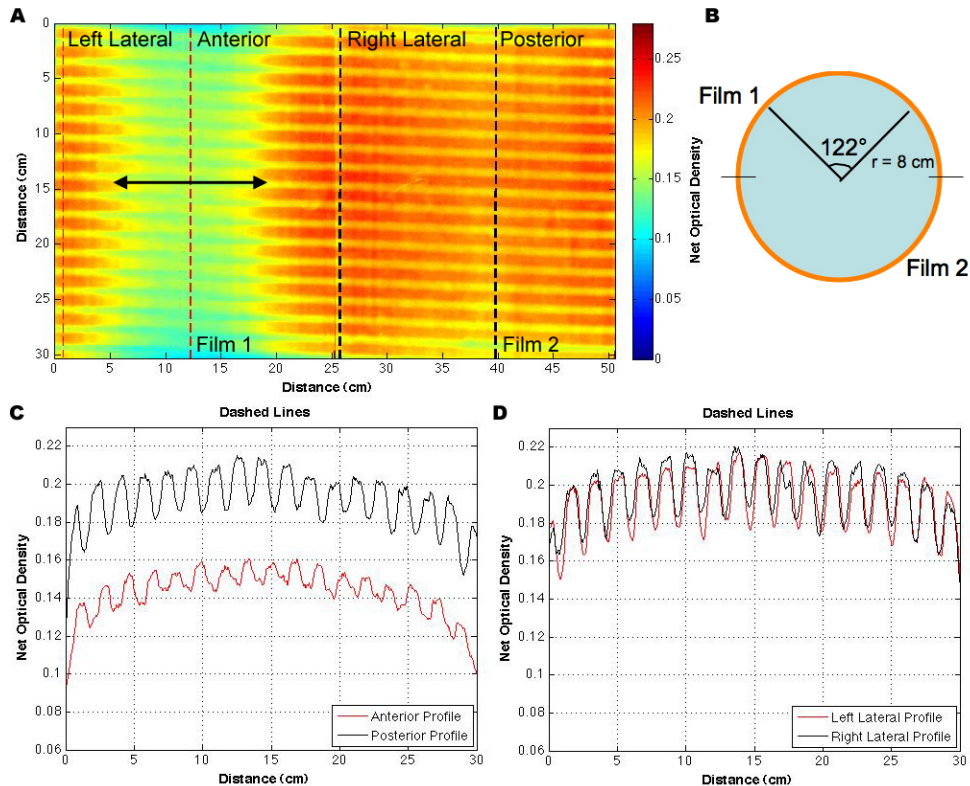 A
Left Lateral Anterior Right Lateral Posterior
Film 1 Film 2
0
5
10
15
20
25
30
Distance (cm)
0 5 10 15 20 25 30 35 40 45 50
Distance (cm)
0.25
0.2
0.15
0.1
0.05
0
Net Optical Density
B
Film 1
122°
r = 8 cm
Film 2
C
Dashed Lines
0.22
0.2
0.18
0.16
0.14
0.12
0.1
0.08
0.06
Net Optical Density
0 5 10 15 20 25 30
Distance (cm)
Anterior Profile
Posterior Profile
D
Dashed Lines
0.22
0.2
0.18
0.16
0.14
0.12
0.1
0.08
0.06
Net Optical Density
0 5 10 15 20 25 30
Distance (cm)
Left Lateral Profile
Right Lateral Profile